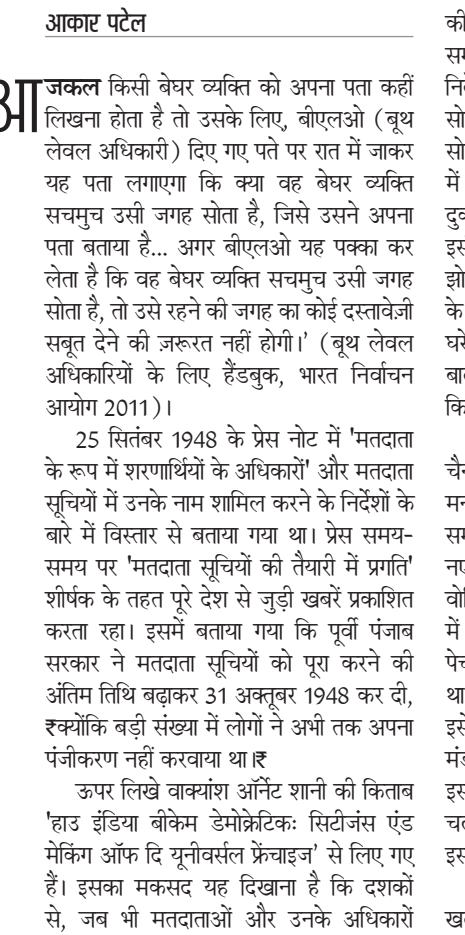 आकार पटेल
आजकल किसी बेघर व्यक्ति को अपना पता कहीं
लिखना होता है तो उसके लिए, बीएलओ (बूथ
लेवल अधिकारी) दिए गए पते पर रात में जाकर
यह पता लगाएगा कि क्या वह बेघर व्यक्ति
सचमुच उसी जगह सोता है, जिसे उसने अपना
पता बताया है... अगर बीएलओ यह पक्का कर
लेता है कि वह बेघर व्यक्ति सचमुच उसी जगह
सोता है, तो उसे रहने की जगह का कोई दस्तावेज़ी
सबूत देने की ज़रूरत नहीं होगी।' (बूथ लेवल
अधिकारियों के लिए हैंडबुक, भारत निर्वाचन
आयोग 2011)।
25 सितंबर 1948 के प्रेस नोट में 'मतदाता
के रूप में शरणार्थियों के अधिकारों' और मतदाता
सूचियों में उनके नाम शामिल करने के निर्देशों के
बारे में विस्तार से बताया गया था। प्रेस समय-
समय पर 'मतदाता सूचियों की तैयारी में प्रगति'
शीर्षक के तहत पूरे देश से जुड़ी खबरें प्रकाशित
करता रहा। इसमें बताया गया कि पूर्वी पंजाब
सरकार ने मतदाता सूचियों को पूरा करने की
अंतिम तिथि बढ़ाकर 31 अक्तूबर 1948 कर दी,
₹क्योंकि बड़ी संख्या में लोगों ने अभी तक अपना
पंजीकरण नहीं करवाया था।₹
ऊपर लिखे वाक्यांश ऑर्नेट शानी की किताब
'हाउ इंडिया बीकेम डेमोक्रेटिकः सिटीजंस एंड
मेकिंग ऑफ दि यूनीवर्सल फ्रेंचाइज' से लिए गए
हैं। इसका मकसद यह दिखाना है कि दशकों
से, जब भी मतदाताओं और उनके अधिकारों